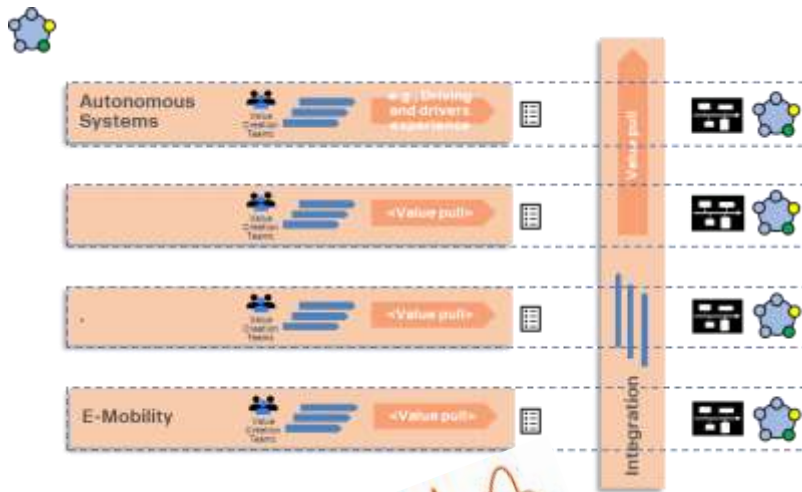 Autonomous
Systems
Value
Creation
Teams
e.g. Driving
and drivers
experience
Value pull
Value
Creation
Teams
<Value pull>
.
Value
Creation
Teams
<Value pull>
E-Mobility
Value
Creation
Teams
<Value pull>
Integration